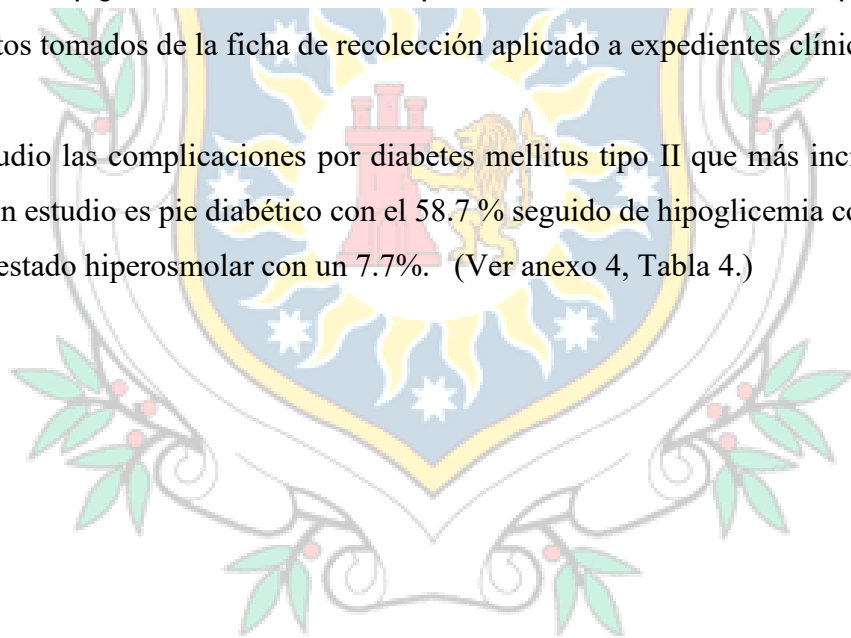 tos tomados de la ficha de recolección aplicado a expedientes clínic
udio las complicaciones por diabetes mellitus tipo II que más inci
n estudio es pie diabético con el 58.7 % seguido de hipoglicemia co
estado hiperosmolar con un 7.7%. (Ver anexo 4, Tabla 4.)